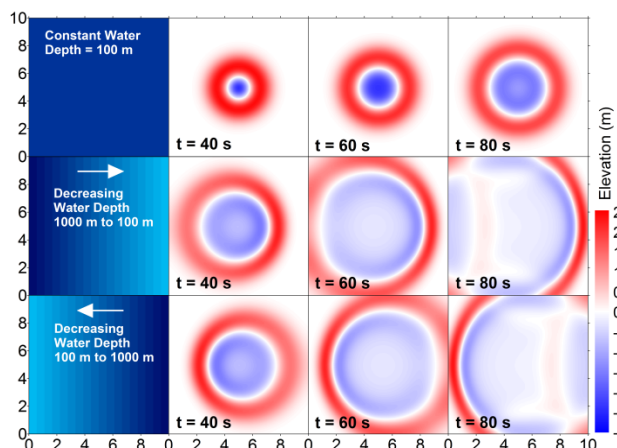 10
8
6
4
2
0
8
6
4
2
0
8
6
4
2
0
Constant Water
Depth = 100 m
t = 40 s
t = 60 s
t = 80 s
Decreasing
Water Depth
1000 m to 100 m
t = 40 s
t = 60 s
t = 80 s
Decreasing
Water Depth
100 m to 1000 m
t = 40 s
t = 60 s
t = 80 s
0 2 4 6 8 0 2 4 6 8 0 2 4 6 8 0 2 4 6 8 10
Elevation (m)